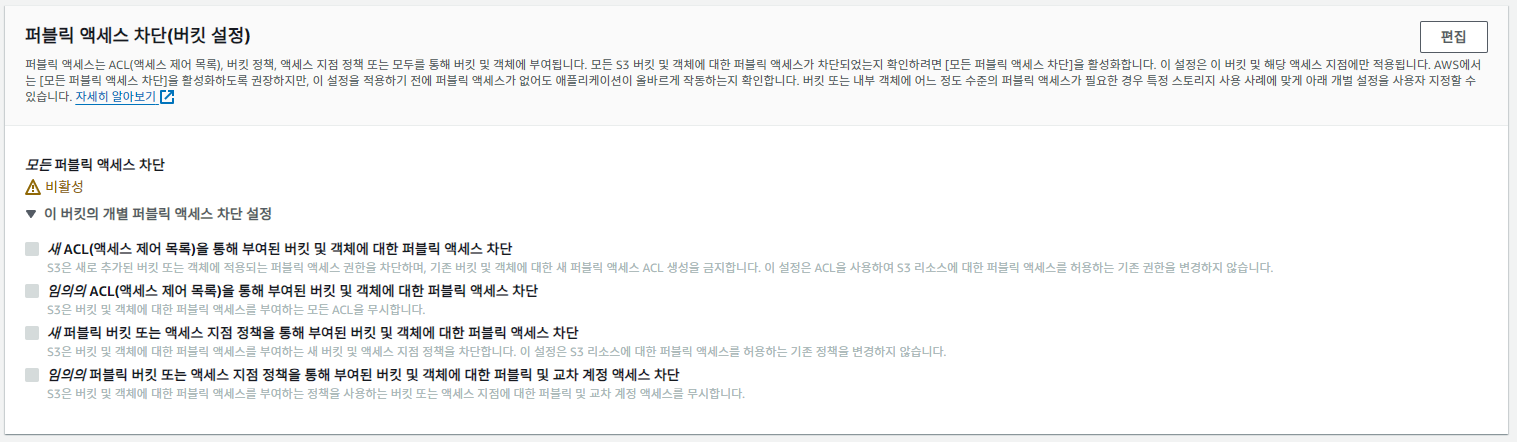 퍼블릭 액세스 차단(버킷 설정)
편집
퍼블릭 액세스는 ACL(액세스 제어 목록), 버킷 정책, 액세스 지점 정책 또는 모두를 통해 버킷 및 객체에 부여됩니다. 모든 S3 버킷 및 객체에 대한 퍼블릭 액세스가 차단되었는지 확인하려면 [모든 퍼블릭 액세스 차단]을 활성화합니다. 이 설정은 이 버킷 및 해당 액세스 지점에만 적용됩니다. AWS에서
는 [모든 퍼블릭 액세스 차단]을 활성화하도록 권장하지만, 이 설정을 적용하기 전에 퍼블릭 액세스가 없어도 애플리케이션이 올바르게 작동하는지 확인합니다. 버킷 또는 내부 객체에 어느 정도 수준의 퍼블릭 액세스가 필요한 경우 특정 스토리지 사용 사례에 맞게 아래 개별 설정을 사용자 지정할 수
있습니다. 자세히 알아보기
모든 퍼블릭 액세스 차단
비활성
이 버킷의 개별 퍼블릭 액세스 차단 설정
새 ACL(액세스 제어 목록)을 통해 부여된 버킷 및 객체에 대한 퍼블릭 액세스 차단
S3은 새로 추가된 버킷 또는 객체에 적용되는 퍼블릭 액세스 권한을 차단하며, 기존 버킷 및 객체에 대한 새 퍼블릭 액세스 ACL 생성을 금지합니다. 이 설정은 ACL을 사용하여 S3 리소스에 대한 퍼블릭 액세스를 허용하는 기존 권한을 변경하지 않습니다.
임의의 ACL(액세스 제어 목록)을 통해 부여된 버킷 및 객체에 대한 퍼블릭 액세스 차단
S3은 버킷 및 객체에 대한 퍼블릭 액세스를 부여하는 모든 ACL을 무시합니다.
새 퍼블릭 버킷 또는 액세스 지점 정책을 통해 부여된 버킷 및 객체에 대한 퍼블릭 액세스 차단
S3은 버킷 및 객체에 대한 퍼블릭 액세스를 부여하는 새 버킷 및 액세스 지점 정책을 차단합니다. 이 설정은 S3 리소스에 대한 퍼블릭 액세스를 허용하는 기존 정책을 변경하지 않습니다.
임의의 퍼블릭 버킷 또는 액세스 지점 정책을 통해 부여된 버킷 및 객체에 대한 퍼블릭 및 교차 계정 액세스 차단
S3은 버킷 및 객체에 대한 퍼블릭 액세스를 부여하는 정책을 사용하는 버킷 또는 액세스 지점에 대한 퍼블릭 및 교차 계정 액세스를 무시합니다.